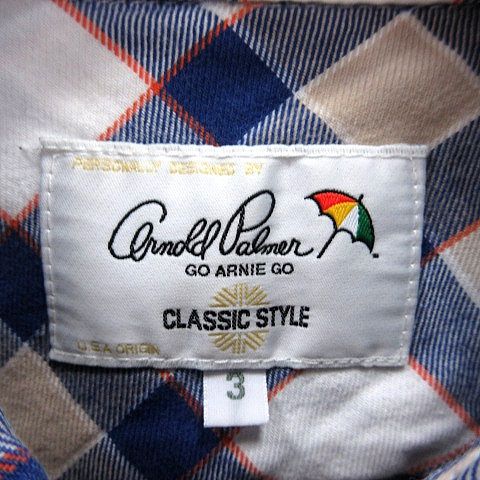 PERSONALLY DESIGNED BY
Arnold Palmer
GO ARNIE GO
CLASSIC STYLE
U.S.A ORIGIN
3